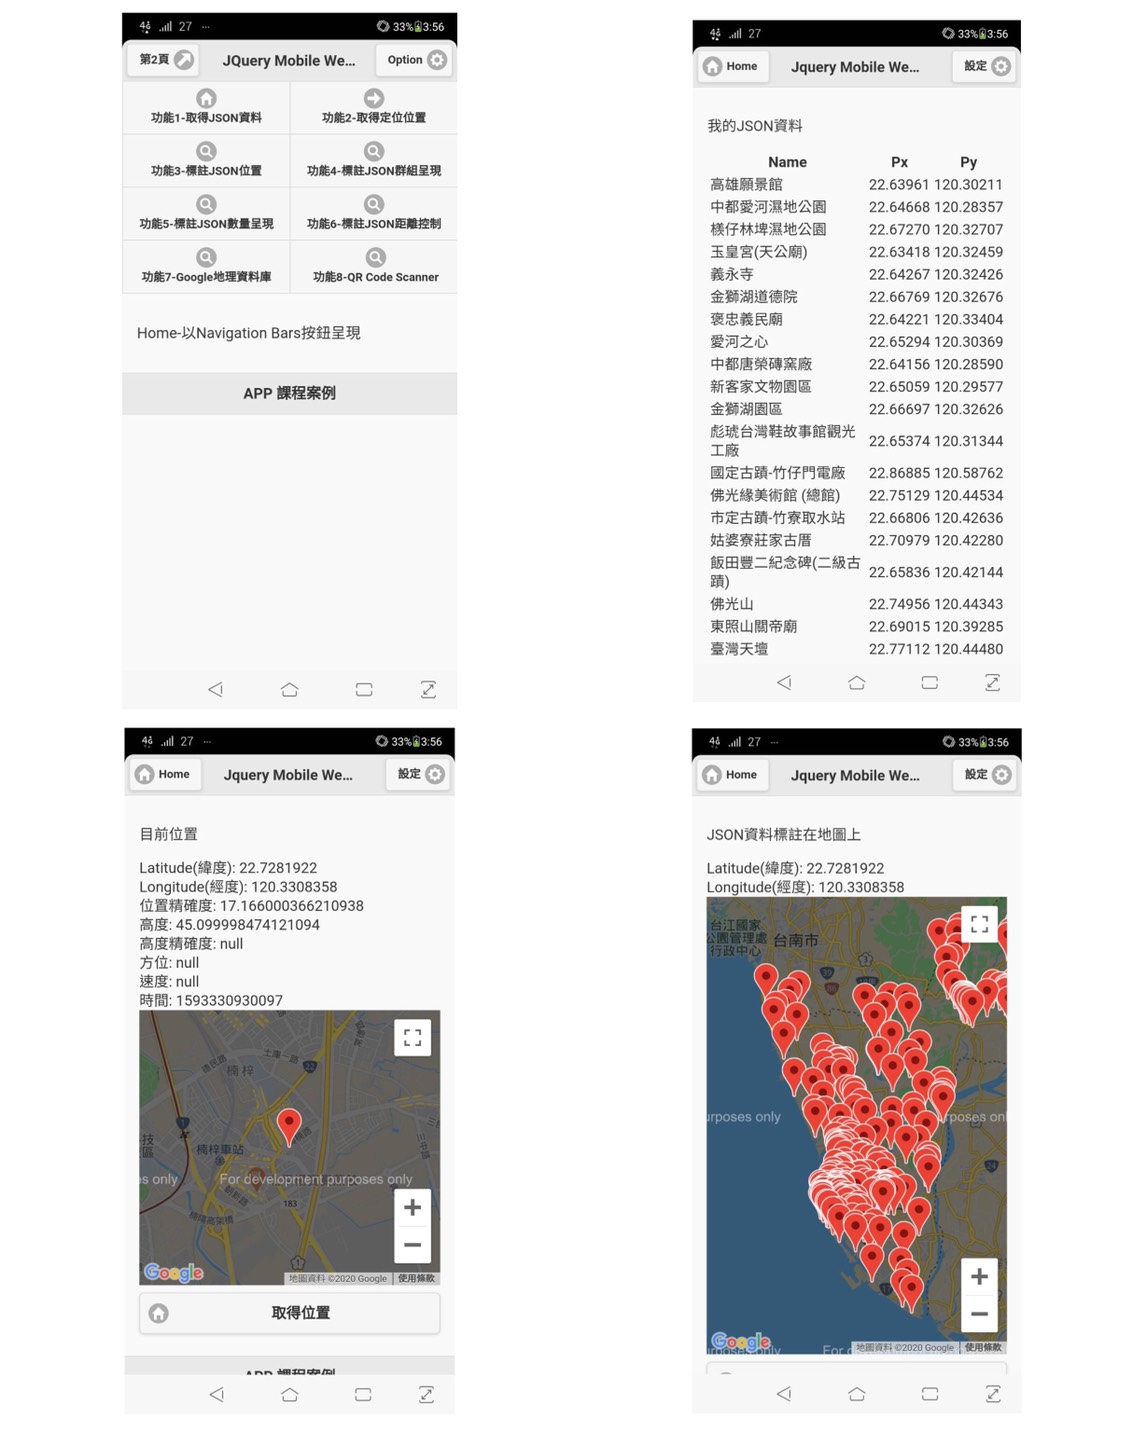 4G 27 ... 33% 3:56
第2頁 JQuery Mobile We... Option
功能1-取得JSON資料 功能2-取得定位位置
功能3-標註JSON位置 功能4-標註JSON群組呈現
功能5-標註JSON數量呈現 功能6-標註JSON距離控制
功能7-Google地理資料庫 功能8-QR Code Scanner
Home-以Navigation Bars按鈕呈現
APP 課程案例
4G 27 33% 3:56
Home Jquery Mobile We... 設定
我的JSON資料
Name Px Py
高雄願景館 22.63961 120.30211
中都愛河濕地公園 22.64668 120.28357
檨仔林埤濕地公園 22.67270 120.32707
玉皇宮(天公廟) 22.63418 120.32459
義永寺 22.64267 120.32426
金獅湖道德院 22.66769 120.32676
褒忠義民廟 22.64221 120.33404
愛河之心 22.65294 120.30369
中都唐榮磚窯廠 22.64156 120.28590
新客家文物園區 22.65059 120.29577
金獅湖園區 22.66697 120.32626
彪琥台灣鞋故事館觀光
工廠 22.65374 120.31344
國定古蹟-竹仔門電廠 22.86885 120.58762
佛光緣美術館 (總館) 22.75129 120.44534
市定古蹟-竹寮取水站 22.66806 120.42636
姑婆寮莊家古厝 22.70979 120.42280
飯田豐二紀念碑(二級古
蹟) 22.65836 120.42144
佛光山 22.74956 120.44343
東照山關帝廟 22.69015 120.39285
臺灣天壇 22.77112 120.44480
4G 27 ... 33% 3:56
Home Jquery Mobile We... 設定
目前位置
Latitude(緯度): 22.7281922
Longitude(經度): 120.3308358
位置精確度: 17.166000366210938
高度: 45.099998474121094
高度精確度: null
方位: null
速度: null
時間: 1593330930097
土庫一路
22
楠梓
1
技
區
楠梓車站
s only For development purposes only
183
1
Google 地圖資料 ©2020 Google 使用條款
取得位置
APP 課程案例
4G 27 ... 33% 3:56
Home Jquery Mobile We... 設定
JSON資料標註在地圖上
Latitude(緯度): 22.7281922
Longitude(經度): 120.3308358
台江國家
公園管理處
行政中心
台南市
3
urposes only rposes onl
24
17
Google 地圖資料 ©2020 Google 使用條款
urposes only For d